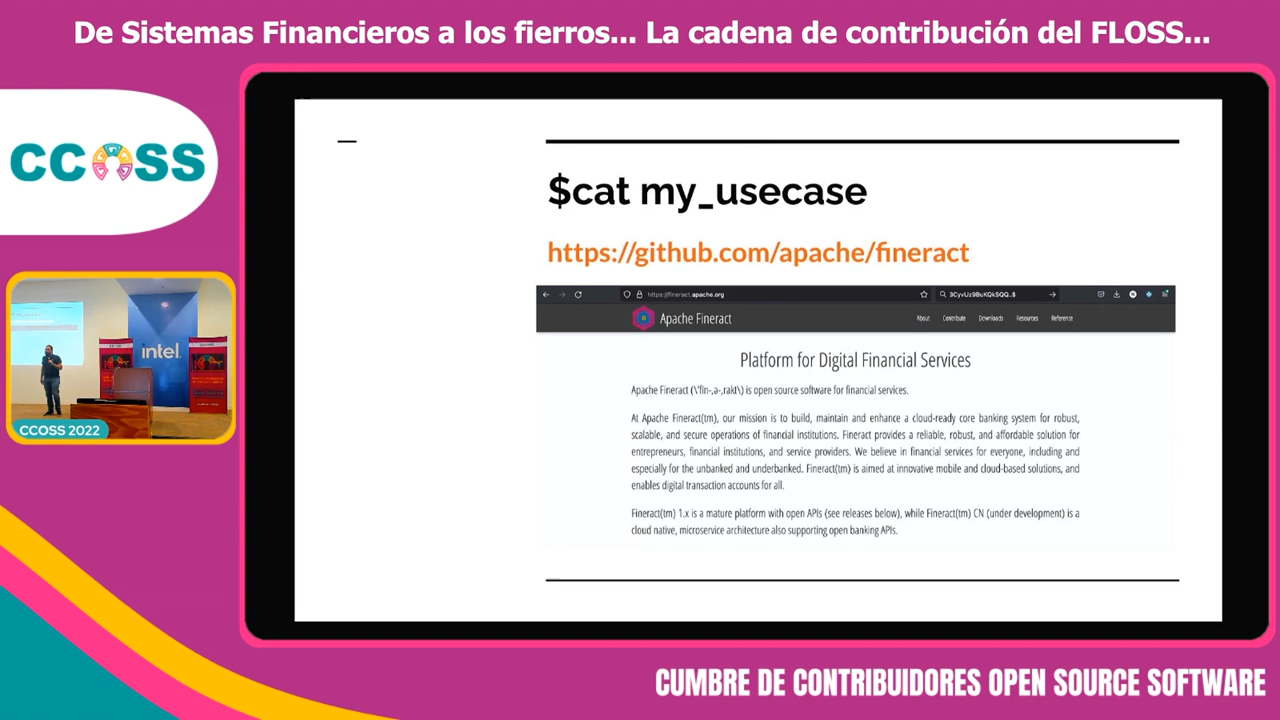 De Sistemas Financieros a los fierros... La cadena de contribución del FLOSS...
CCOSS
intel.
CCOSS 2022
$cat my_usecase
https://github.com/apache/fineract
https://fineract.apache.org
3CyvUz9BuKQkSQQ..$
Apache Fineract
About Contribute Downloads Resources Reference
Platform for Digital Financial Services
Apache Fineract (\'fin-,a-,rakt\) is open source software for financial services.
At Apache Fineract(tm), our mission is to build, maintain and enhance a cloud-ready core banking system for robust,
scalable, and secure operations of financial institutions. Fineract provides a reliable, robust, and affordable solution for
entrepreneurs, financial institutions, and service providers. We believe in financial services for everyone, including and
especially for the unbanked and underbanked. Fineract(tm) is aimed at innovative mobile and cloud-based solutions, and
enables digital transaction accounts for all.
Fineract(tm) 1.x is a mature platform with open APIs (see releases below), while Fineract(tm) CN (under development) is a
cloud native, microservice architecture also supporting open banking APIs.
CUMBRE DE CONTRIBUIDORES OPEN SOURCE SOFTWARE